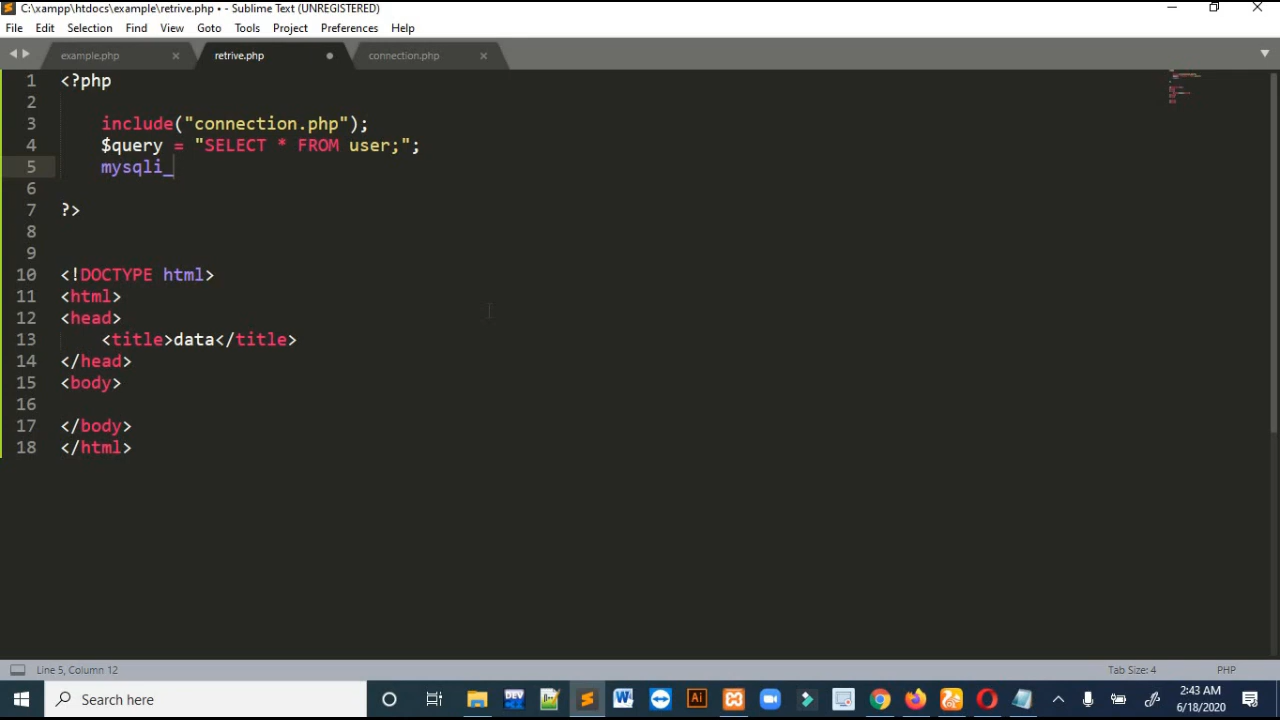 C:\xampp\htdocs\example\retrive.php • - Sublime Text (UNREGISTERED)
File Edit Selection Find View Goto Tools Project Preferences Help
example.php retrive.php connection.php
1 <?php
2
3 include("connection.php");
4 $query = "SELECT * FROM user;";
5 mysqli_
6
7 ?>
8
9
10 <!DOCTYPE html>
11 <html>
12 <head>
13 <title>data</title>
14 </head>
15 <body>
16
17 </body>
18 </html>
Line 5, Column 12 Tab Size: 4 PHP
Search here DEV W Ai 2:43 AM
6/18/2020